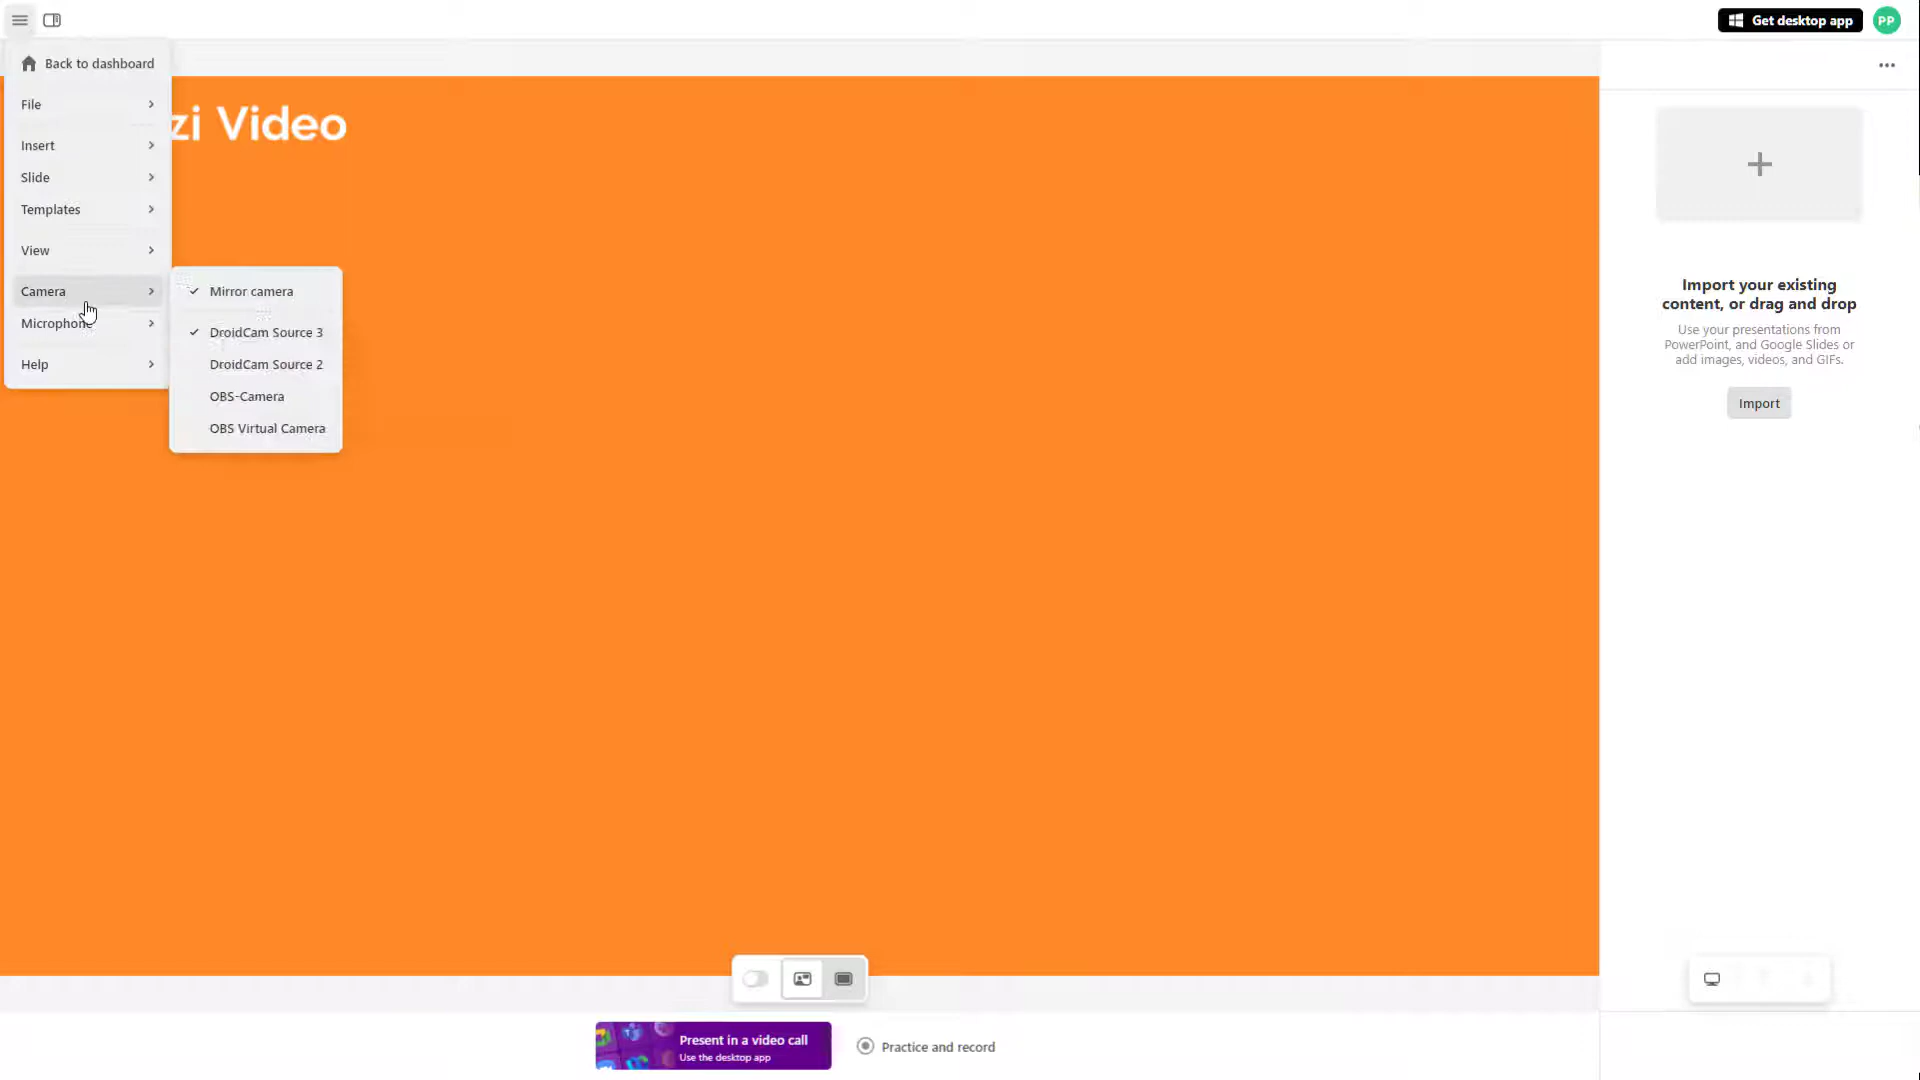 Get desktop app
PP
Back to dashboard
File
Insert
Slide
Templates
View
Camera
Microphone
Help
zi Video
Mirror camera
DroidCam Source 3
DroidCam Source 2
OBS-Camera
OBS Virtual Camera
Import your existing
content, or drag and drop
Use your presentations from
PowerPoint, and Google Slides or
add images, videos, and GIFs.
Import
Present in a video call
Use the desktop app
Practice and record